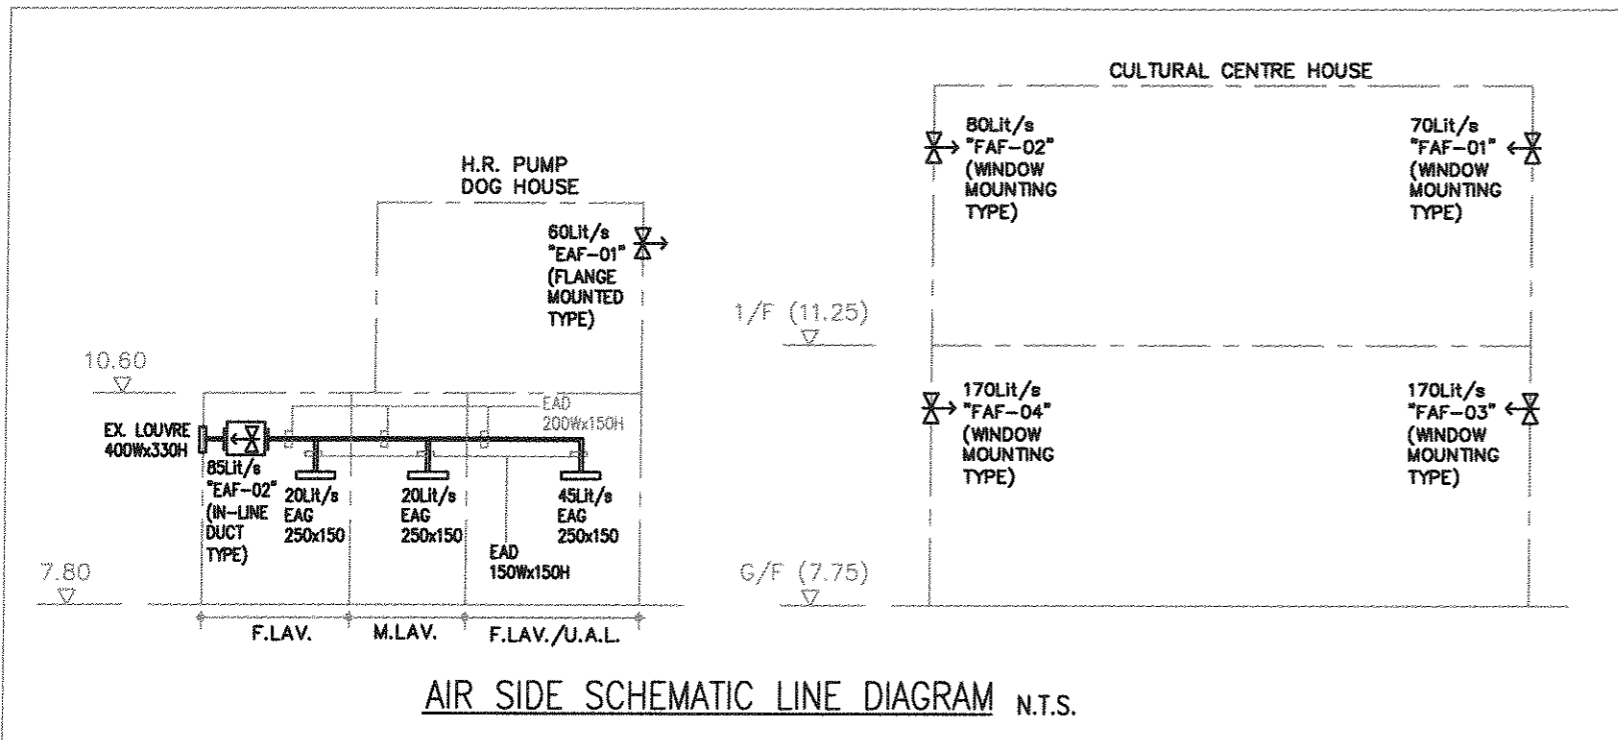 CULTURAL CENTRE HOUSE
80Lit/s
"FAF-02"
(WINDOW
MOUNTING
TYPE)
70Lit/s
"FAF-01"
(WINDOW
MOUNTING
TYPE)
H.R. PUMP
DOG HOUSE
60Lit/s
"EAF-01"
(FLANGE
MOUNTED
TYPE)
1/F (11.25)
10.60
170Lit/s
"FAF-04"
(WINDOW
MOUNTING
TYPE)
170Lit/s
"FAF-03"
(WINDOW
MOUNTING
TYPE)
EAD
200Wx150H
EX. LOUVRE
400Wx330H
85Lit/s
"EAF-02"
(IN-LINE
DUCT
TYPE)
20Lit/s
EAG
250x150
20Lit/s
EAG
250x150
45Lit/s
EAG
250x150
EAD
150Wx150H
7.80
G/F (7.75)
F.LAV.
M.LAV.
F.LAV./U.A.L.
AIR SIDE SCHEMATIC LINE DIAGRAM N.T.S.